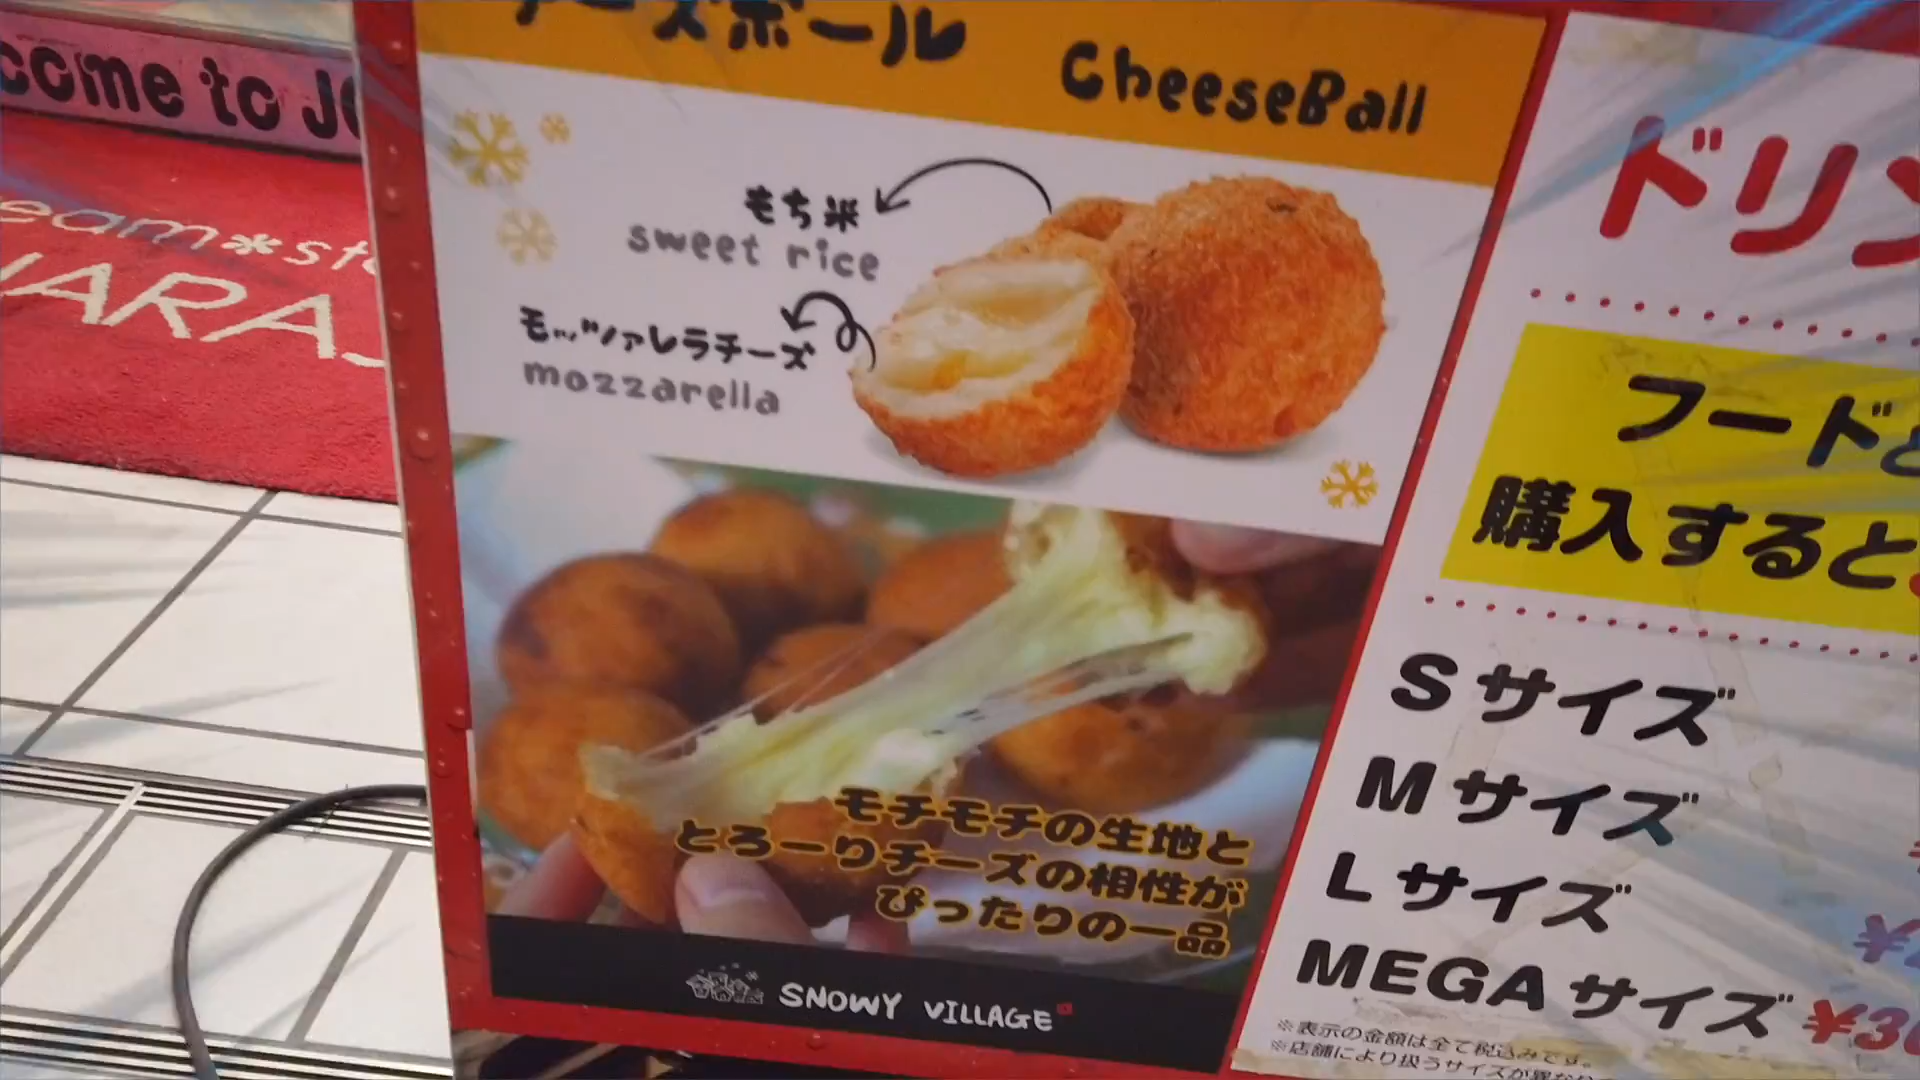 come to J
eam*st
ARAJ
チーズボール
CheeseBall
もち米
sweet rice
モッツァレラチーズ
mozzarella
モチモチの生地と
とろーりチーズの相性が
ぴったりの一品
SNOWY VILLAGE
ドリン
フードと
購入すると
Sサイズ
Mサイズ
Lサイズ
MEGAサイズ ¥30
※表示の金額は全て税込みです。
※店舗により扱うサイズが異な